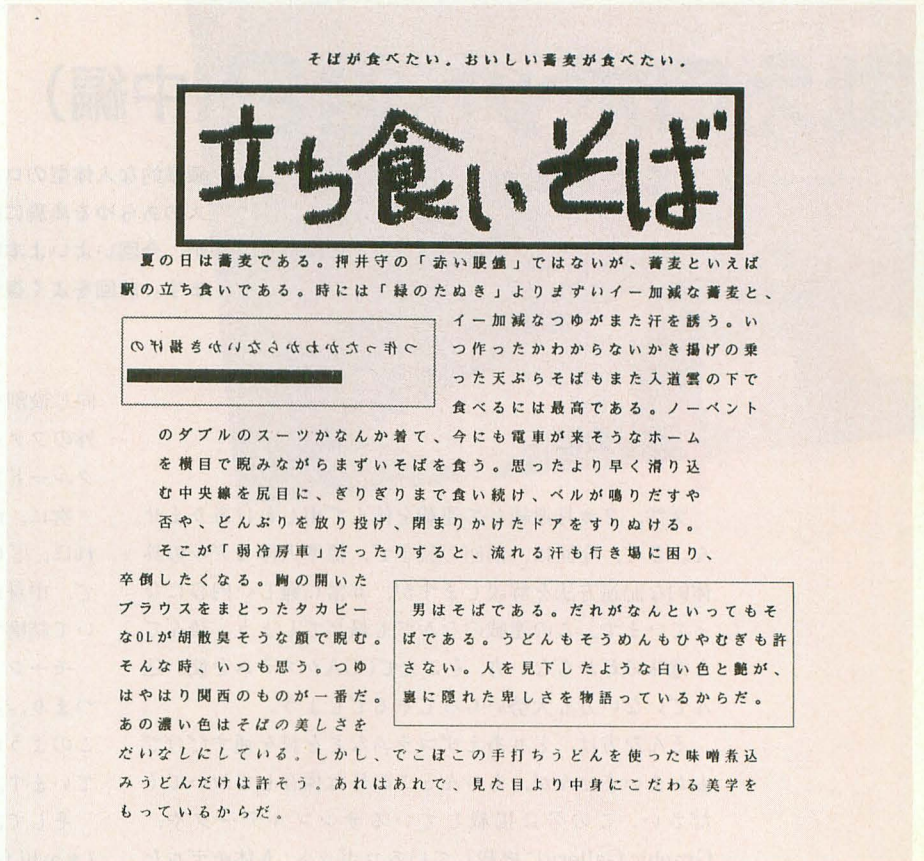 そばが食べたい。おいしい蕎麦が食べたい。
立ち食いそば
夏の日は蕎麦である。押井守の「赤い眼鏡」ではないが、蕎麦といえば
駅の立ち食いである。時には「緑のたぬき」よりまずいイー加減な蕎麦と、
イー加減なつゆがまた汗を誘う。い
つ作ったかわからないかき揚げの乗
った天ぷらそばもまた入道雲の下で
食べるには最高である。ノーベント
つ作ったかわからないかき揚げの
のダブルのスーツかなんか着て、今にも電車が来そうなホーム
を横目で睨みながらまずいそばを食う。思ったより早く滑り込
む中央線を尻目に、ぎりぎりまで食い続け、ベルが鳴りだすや
否や、どんぶりを放り投げ、閉まりかけたドアをすりぬける。
そこが「弱冷房車」だったりすると、流れる汗も行き場に困り、
卒倒したくなる。胸の開いた
ブラウスをまとったタカビー
なOLが胡散臭そうな顔で睨む。
そんな時、いつも思う。つゆ
はやはり関西のものが一番だ。
あの濃い色はそばの美しさを
だいなしにしている。しかし、でこぼこの手打ちうどんを使った味噌煮込
みうどんだけは許そう。あれはあれで、見た目より中身にこだわる美学を
もっているからだ。
男はそばである。だれがなんといってもそ
ばである。うどんもそうめんもひやむぎも許
さない。人を見下したような白い色と艶が、
裏に隠れた卑しさを物語っているからだ。